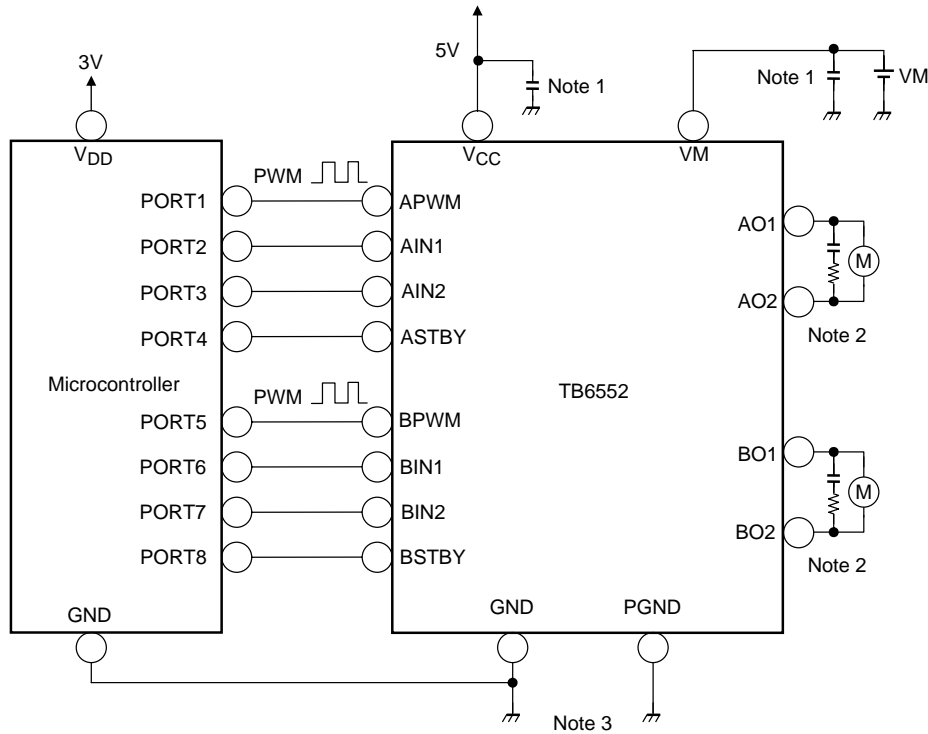 5V
3V
Note 1
Note 1
VM
VDD
VCC
VM
PWM
PORT1
APWM
AO1
PORT2
AIN1
PORT3
AIN2
AO2
PORT4
ASTBY
Note 2
Microcontroller
TB6552
PWM
PORT5
BPWM
BO1
PORT6
BIN1
PORT7
BIN2
BO2
PORT8
BSTBY
Note 2
GND
GND
PGND
M
M
Note 3